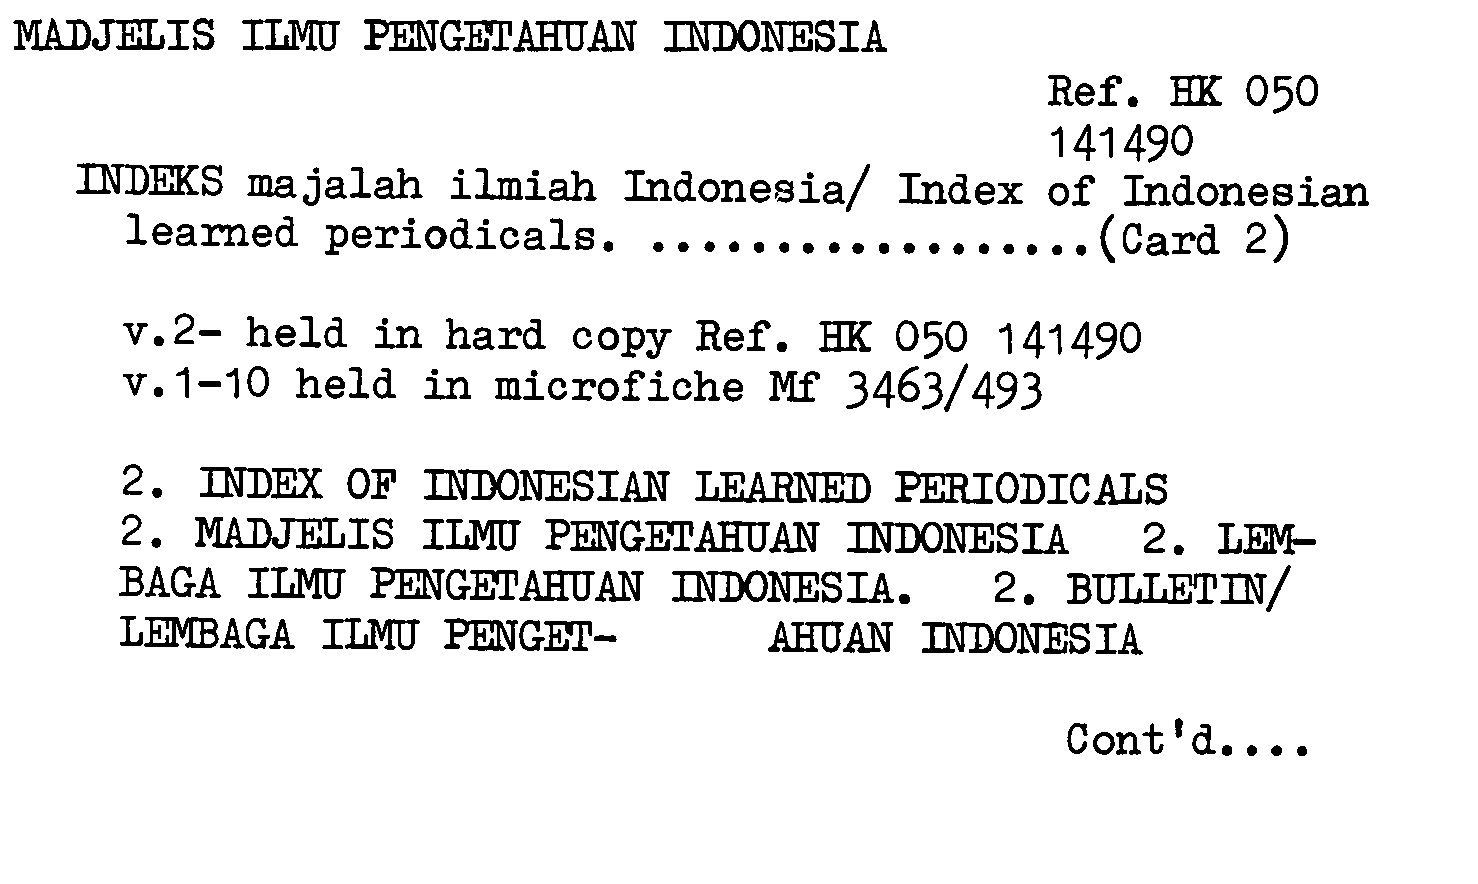 MADJELIS ILMU PENGETAHUAN INDONESIA
Ref. HK 050
141490
INDEKS majalah ilmiah Indonesia/ Index of Indonesian
learned periodicals. ..................(Card 2)
v.2- held in hard copy Ref. HK 050 141490
v.1-10 held in microfiche Mf 3463/493
2. INDEX OF INDONESIAN LEARNED PERIODICALS
2. MADJELIS ILMU PENGETAHUAN INDONESIA 2. LEM-
BAGA ILMU PENGETAHUAN INDONESIA. 2. BULLETIN/
LEMBAGA ILMU PENGET- AHUAN INDONESIA
Cont'd....